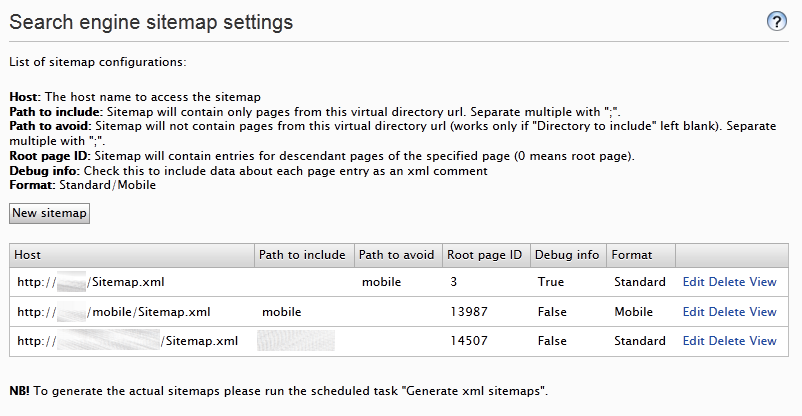 Search engine sitemap settings
?
List of sitemap configurations:
Host: The host name to access the sitemap
Path to include: Sitemap will contain only pages from this virtual directory url. Separate multiple with ";".
Path to avoid: Sitemap will not contain pages from this virtual directory url (works only if "Directory to include" left blank). Separate
multiple with ";".
Root page ID: Sitemap will contain entries for descendant pages of the specified page (0 means root page).
Debug info: Check this to include data about each page entry as an xml comment
Format: Standard/Mobile
New sitemap
Host Path to include Path to avoid Root page ID Debug info Format
http:// /Sitemap.xml mobile 3 True Standard Edit Delete View
http:// /mobile/Sitemap.xml mobile 13987 False Mobile Edit Delete View
http:// /Sitemap.xml 14507 False Standard Edit Delete View
NB! To generate the actual sitemaps please run the scheduled task "Generate xml sitemaps".